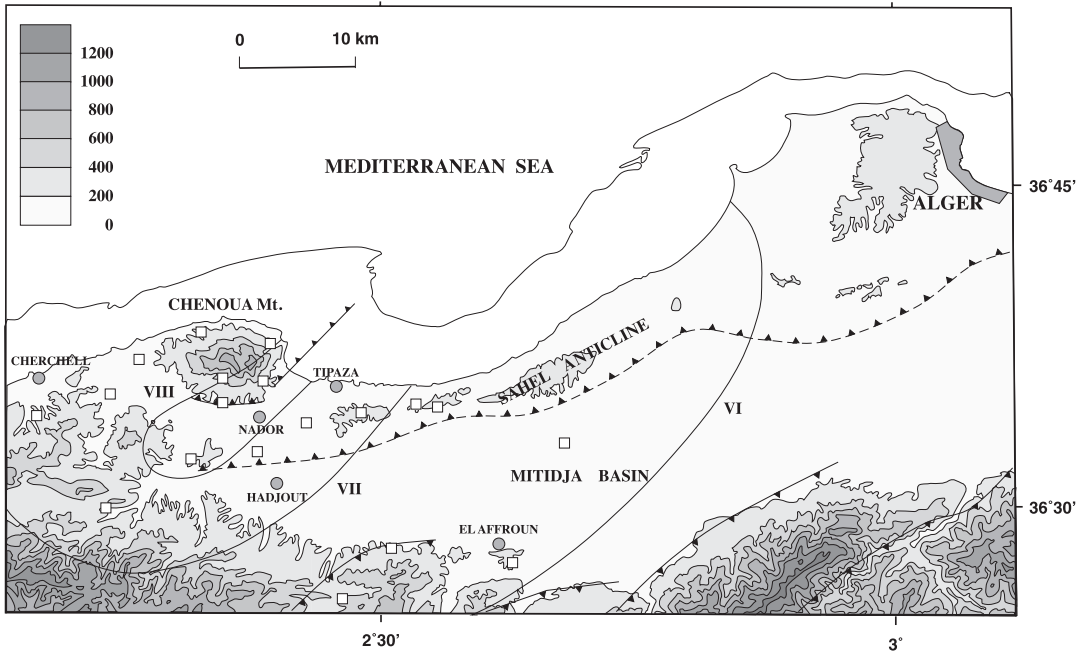 1200
1000
800
600
400
200
0
0 10 km
MEDITERRANEAN SEA
36°45'
ALGER
CHENOUA Mt.
CHERCHELL
TIPAZA
SAHEL ANTICLINE
VIII
NADOR
VI
MITIDJA BASIN
VII
HADJOUT
36°30'
EL AFFROUN
2°30'
3°